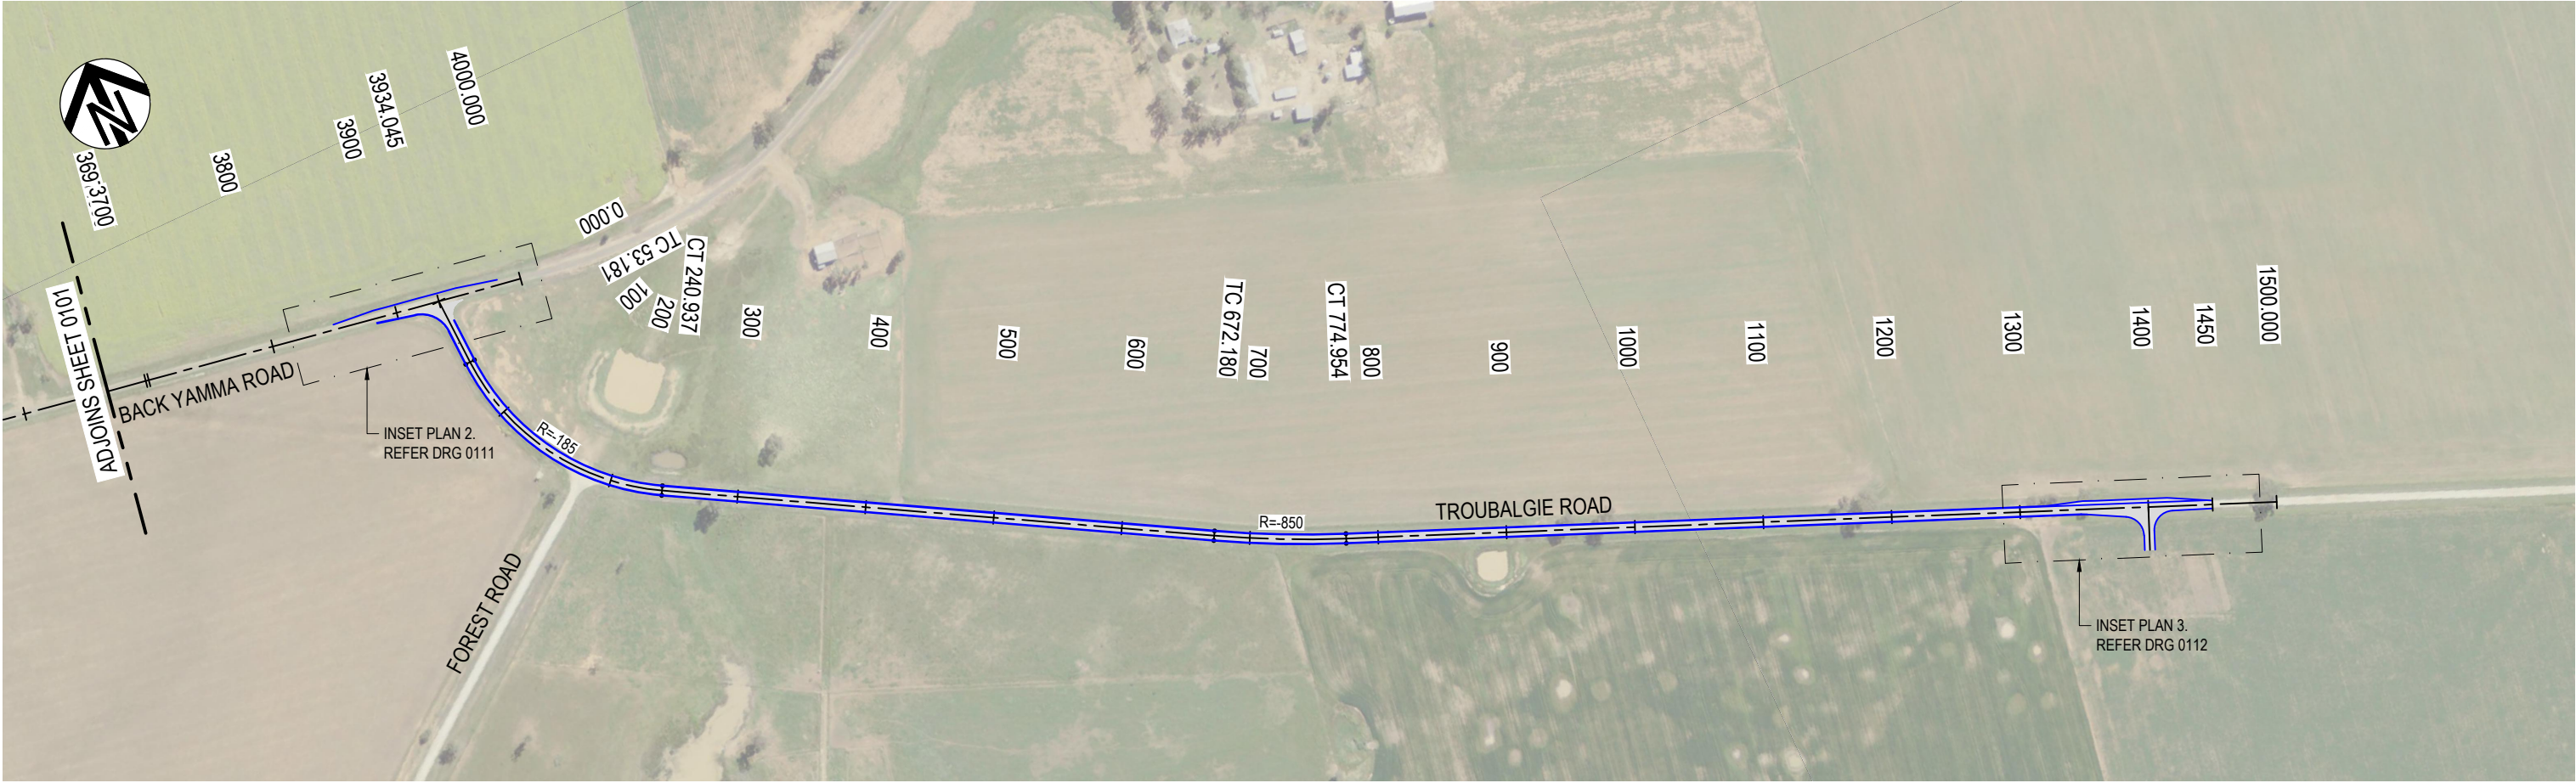 N
4000.000
3934.045
3900
3800
3700
ADJOINS SHEET 0101
BACK YAMMA ROAD
INSET PLAN 2.
REFER DRG 0111
0.000
TC 53.181
100
200
CT 240.937
300
400
500
600
TC 672.180
700
CT 774.954
800
900
1000
1100
1200
1300
1400
1450
1500.000
R=-185
R=-850
TROUBALGIE ROAD
FOREST ROAD
INSET PLAN 3.
REFER DRG 0112